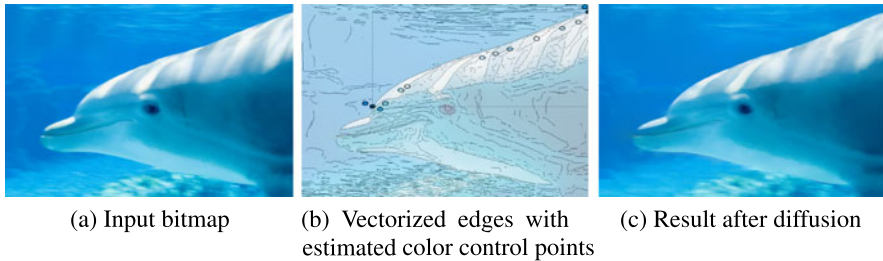 (a) Input bitmap
(b) Vectorized edges with
estimated color control points
(c) Result after diffusion